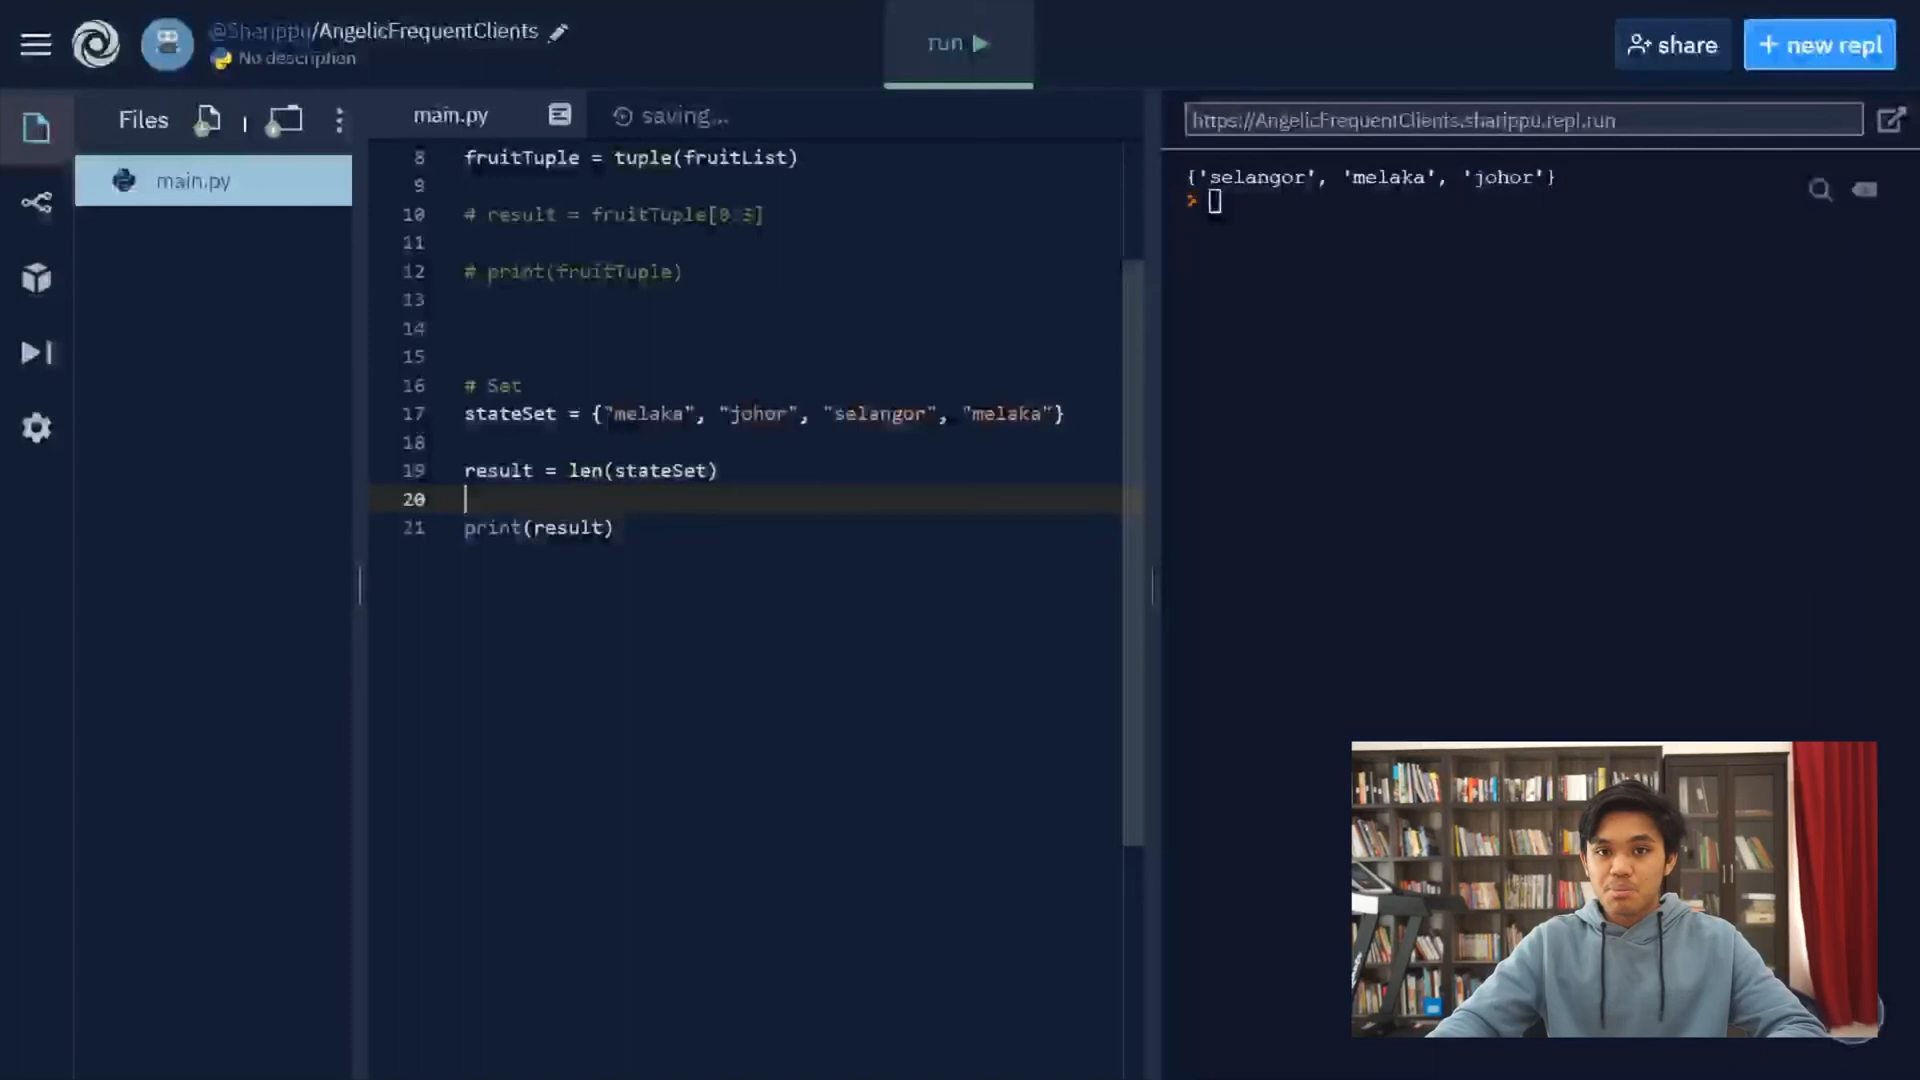 @Sharippu/AngelicFrequentClients
No description
run
share
+ new repl
Files
main.py
saving...
https://AngelicFrequentClients.sharippu.repl.run
main.py
8 fruitTuple = tuple(fruitList)
9
10 # result = fruitTuple[0:3]
11
12 # print(fruitTuple)
13
14
15
16 # Set
17 stateSet = {"melaka", "johor", "selangor", "melaka"}
18
19 result = len(stateSet)
20
21 print(result)
{'selangor', 'melaka', 'johor'}